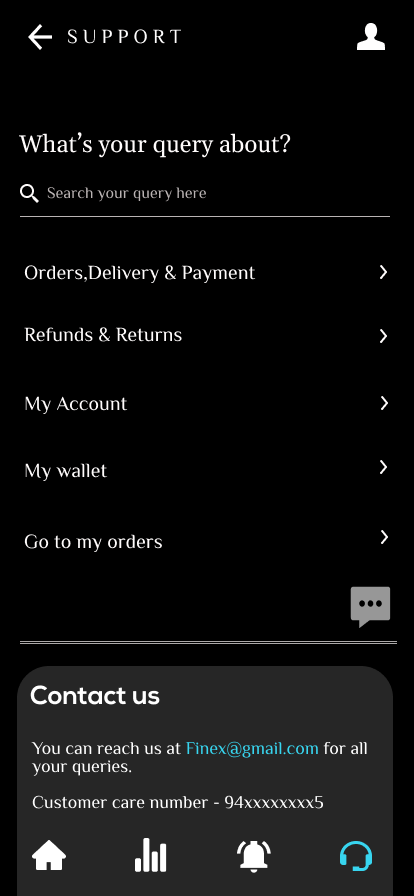 SUPPORT
What's your query about?
Search your query here
Orders,Delivery & Payment
Refunds & Returns
My Account
My wallet
Go to my orders
Contact us
You can reach us at Finex@gmail.com for all
your queries.
Customer care number - 94xxxxxxxx5